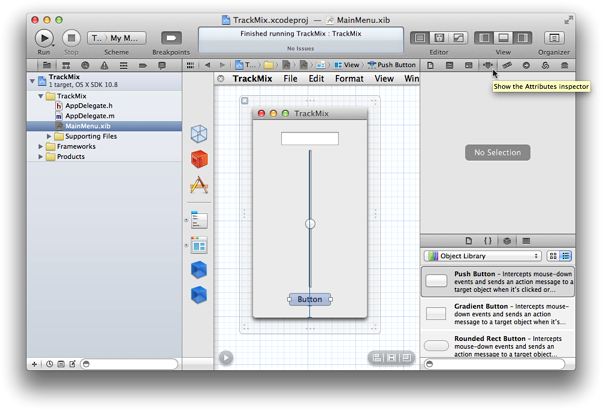 TrackMix.xcodeproj — MainMenu.xib
Run
Stop
T... › My M...
Scheme
Breakpoints
Finished running TrackMix : TrackMix
No Issues
Editor
View
Organizer
TrackMix
1 target, OS X SDK 10.8
TrackMix
AppDelegate.h
AppDelegate.m
MainMenu.xib
Supporting Files
Frameworks
Products
T...
View
Push Button
TrackMix File Edit Format View Win
TrackMix
Button
Show the Attributes inspector
No Selection
{ }
Object Library
Push Button – Intercepts mouse-down
events and sends an action message to a
target object when it's clicked or...
Gradient Button – Intercepts mouse-
down events and sends an action
message to a target object when it's...
Rounded Rect Button – Intercepts
mouse-down events and sends an
action message to a target object...